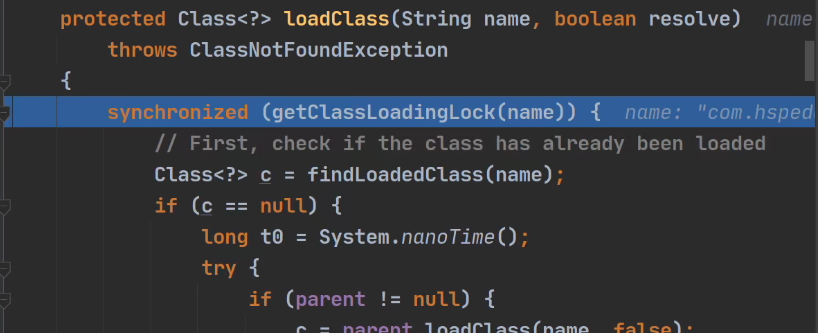 protected Class<?> loadClass(String name, boolean resolve) name
throws ClassNotFoundException
{
synchronized (getClassLoadingLock(name)) { name: "com.hsped
// First, check if the class has already been loaded
Class<?> c = findLoadedClass(name);
if (c == null) {
long t0 = System.nanoTime();
try {
if (parent != null) {
c = parent.loadClass(name, false);